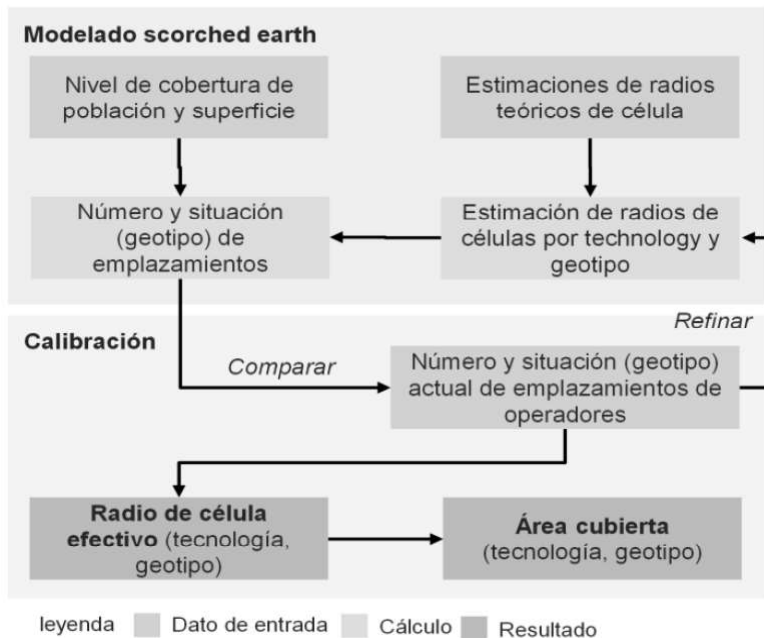 Modelado scorched earth
Nivel de cobertura de
población y superficie
Estimaciones de radios
teóricos de célula
Número y situación
(geotipo) de
emplazamientos
Estimación de radios de
células por technology y
geotipo
Refinar
Calibración
Comparar
Número y situación (geotipo)
actual de emplazamientos de
operadores
Radio de célula
efectivo (tecnología,
geotipo)
Área cubierta
(tecnología, geotipo)
leyenda Dato de entrada Cálculo Resultado